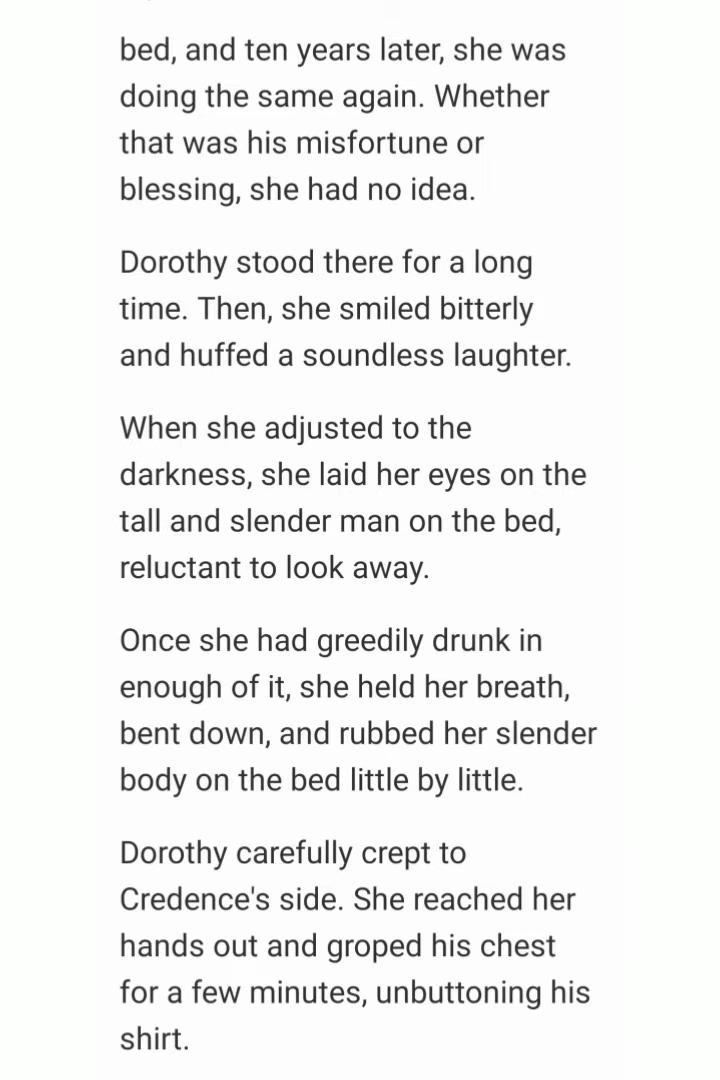 bed, and ten years later, she was
doing the same again. Whether
that was his misfortune or
blessing, she had no idea.
Dorothy stood there for a long
time. Then, she smiled bitterly
and huffed a soundless laughter.
When she adjusted to the
darkness, she laid her eyes on the
tall and slender man on the bed,
reluctant to look away.
Once she had greedily drunk in
enough of it, she held her breath,
bent down, and rubbed her slender
body on the bed little by little.
Dorothy carefully crept to
Credence's side. She reached her
hands out and groped his chest
for a few minutes, unbuttoning his
shirt.